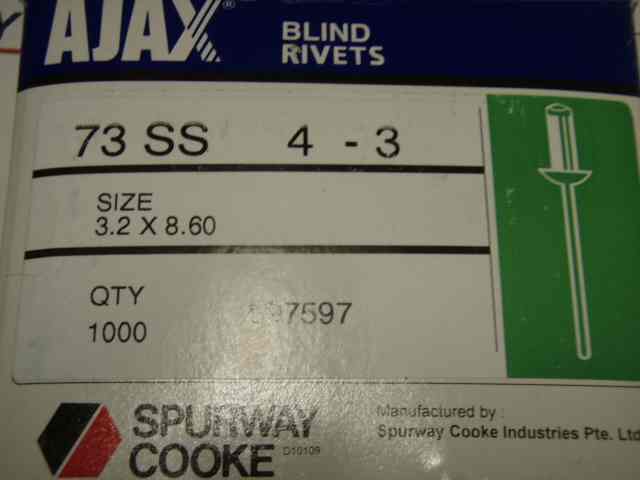 AJAX®
BLIND
RIVETS
73 SS 4 - 3
SIZE
3.2 X 8.60
QTY
1000
SPURWAY
COOKE
D10109
Manufactured by :
Spurway Cooke Industries Pte. Ltd